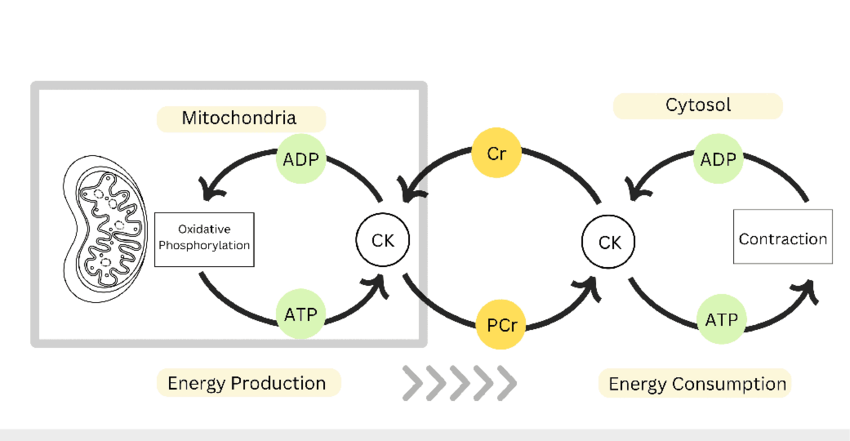 Mitochondria
Cytosol
ADP
Cr
ADP
Oxidative
Phosphorylation
CK
CK
Contraction
ATP
PCr
ATP
Energy Production
Energy Consumption